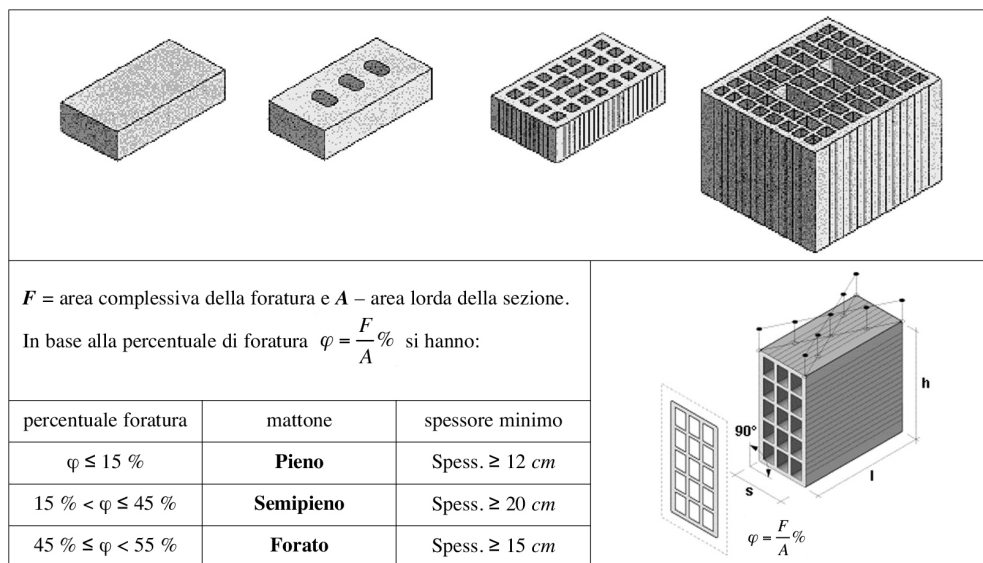 F = area complessiva della foratura e A – area lorda della sezione.
In base alla percentuale di foratura φ = F/A % si hanno:
percentuale foratura mattone spessore minimo
φ ≤ 15 % Pieno Spess. ≥ 12 cm
15 % < φ ≤ 45 % Semipieno Spess. ≥ 20 cm
45 % ≤ φ < 55 % Forato Spess. ≥ 15 cm
h
90°
s
l
φ = F/A %